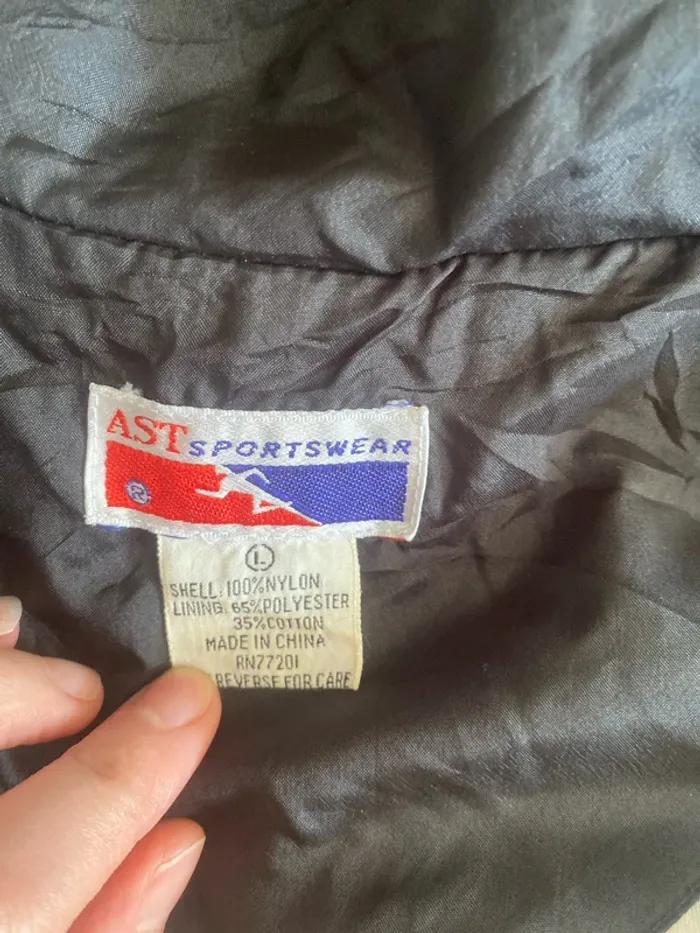 AST SPORTSWEAR
®
L
SHELL: 100%NYLON
LINING: 65%POLYESTER
35%COTTON
MADE IN CHINA
RN77201
REVERSE FOR CARE